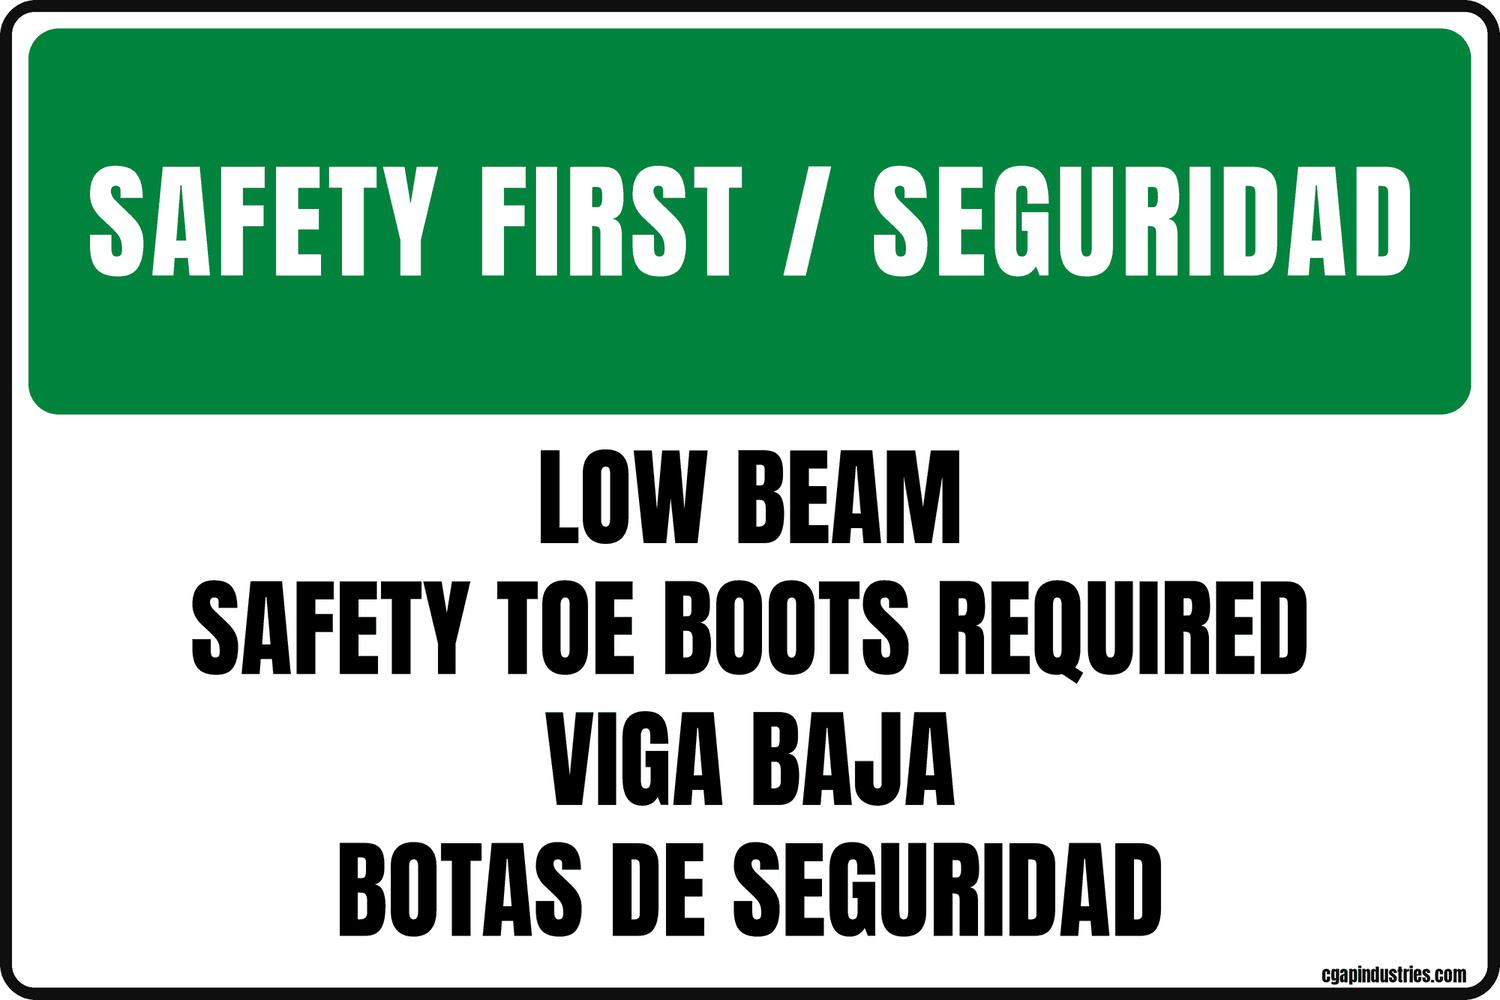 SAFETY FIRST / SEGURIDAD
LOW BEAM
SAFETY TOE BOOTS REQUIRED
VIGA BAJA
BOTAS DE SEGURIDAD
cgapindustries.com